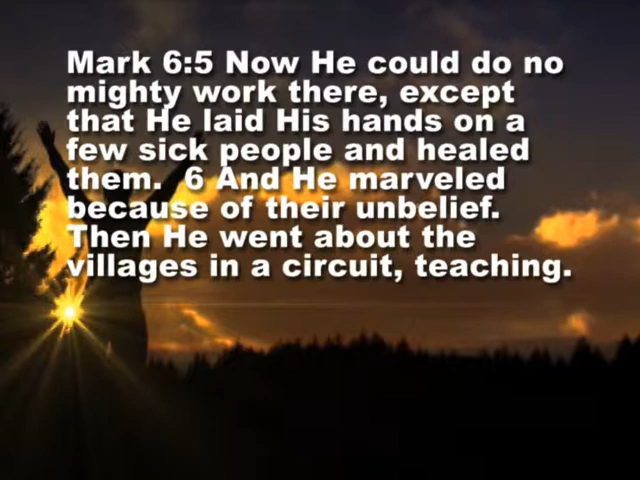 Mark 6:5 Now He could do no
mighty work there, except
that He laid His hands on a
few sick people and healed
them.  6 And He marveled
because of their unbelief.
Then He went about the
villages in a circuit, teaching.